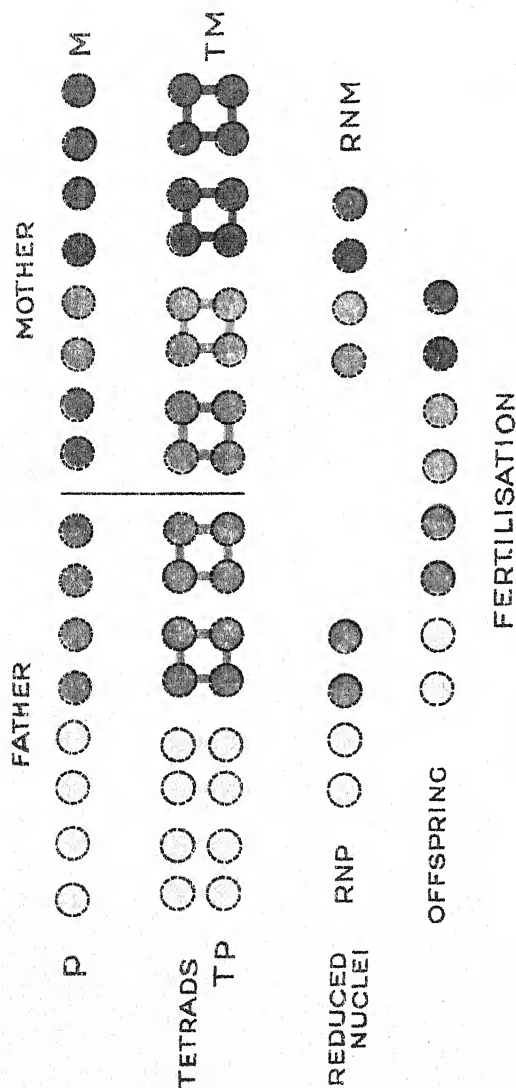 FATHER
MOTHER
P
M
TETRADS
TP
TM
REDUCED
NUCLEI
RNP
RNM
OFFSPRING
FERTILISATION